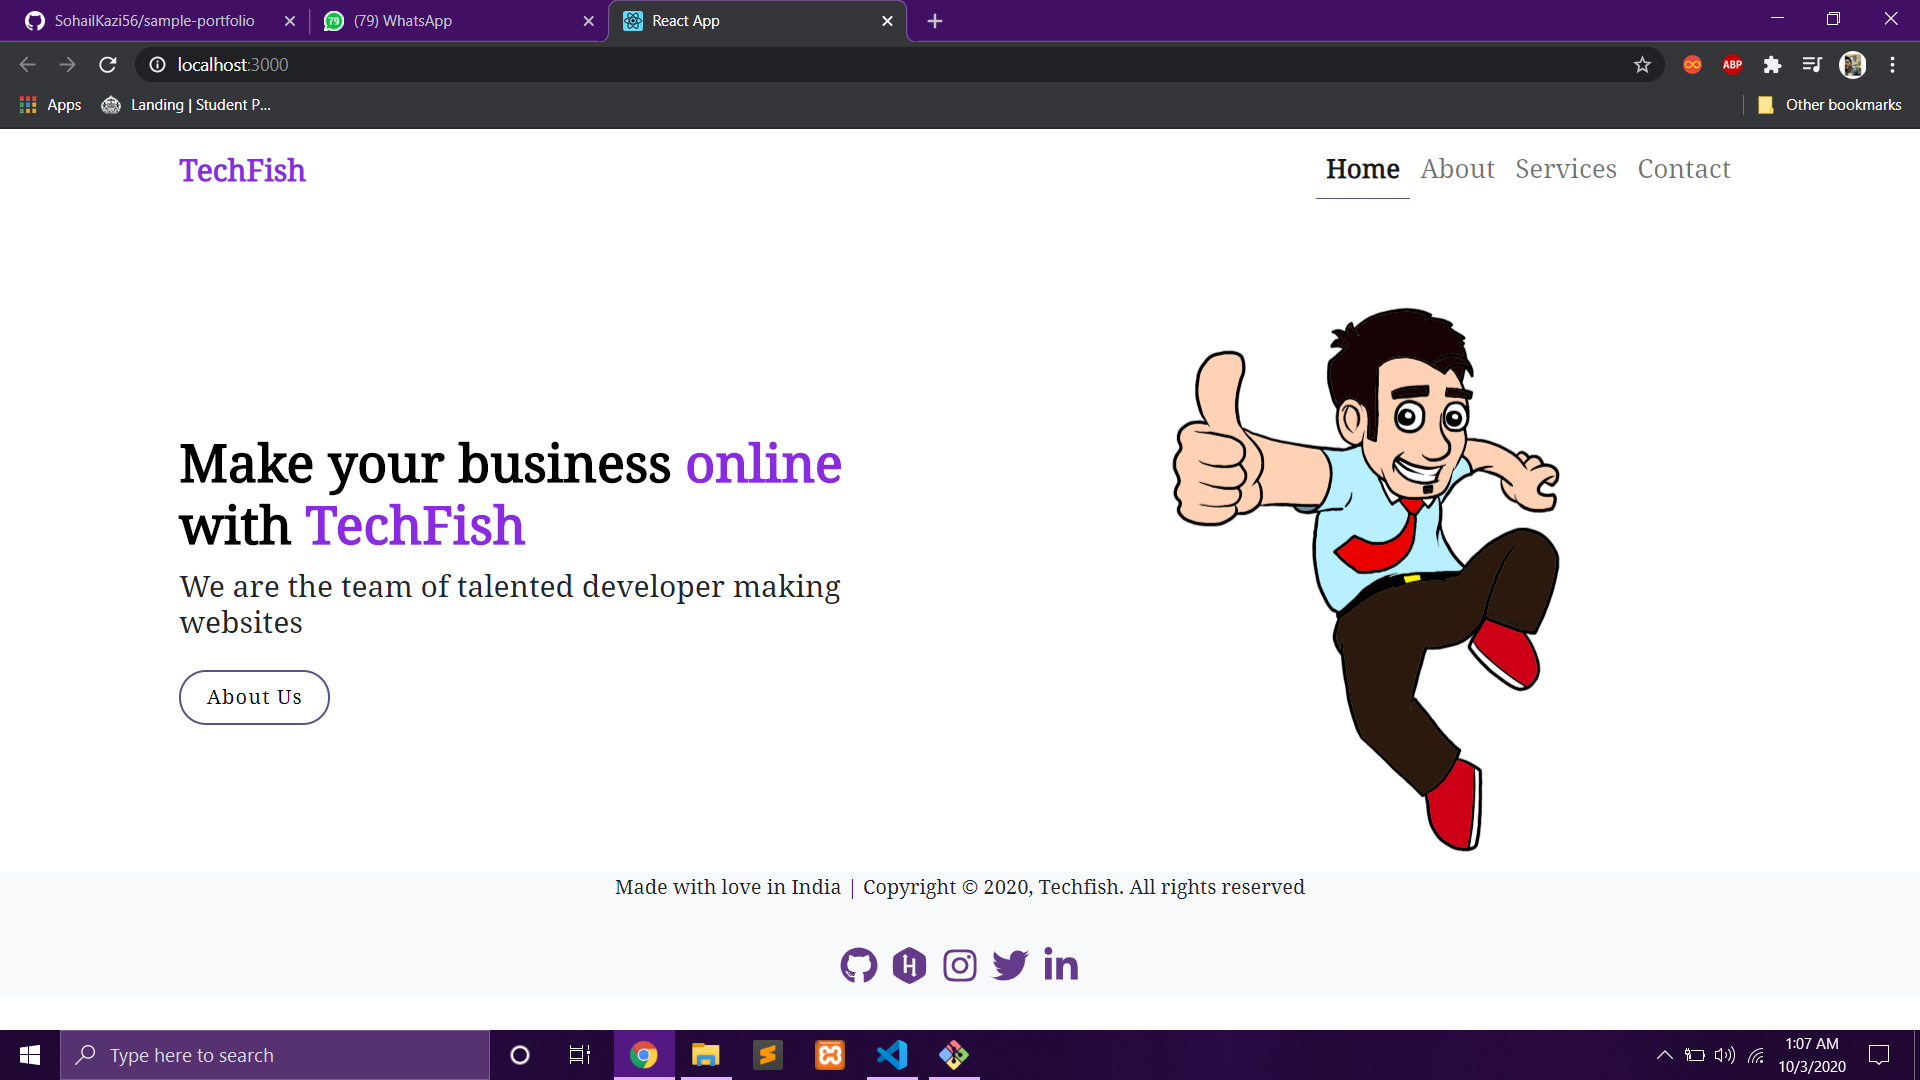 SohailKazi56/sample-portfolio
79
(79) WhatsApp
React App
localhost:3000
ABP
Apps
Landing | Student P...
Other bookmarks
TechFish
Home About Services Contact
Make your business online
with TechFish
We are the team of talented developer making
websites
About Us
Made with love in India | Copyright © 2020, Techfish. All rights reserved
H
in
Type here to search
1:07 AM
10/3/2020